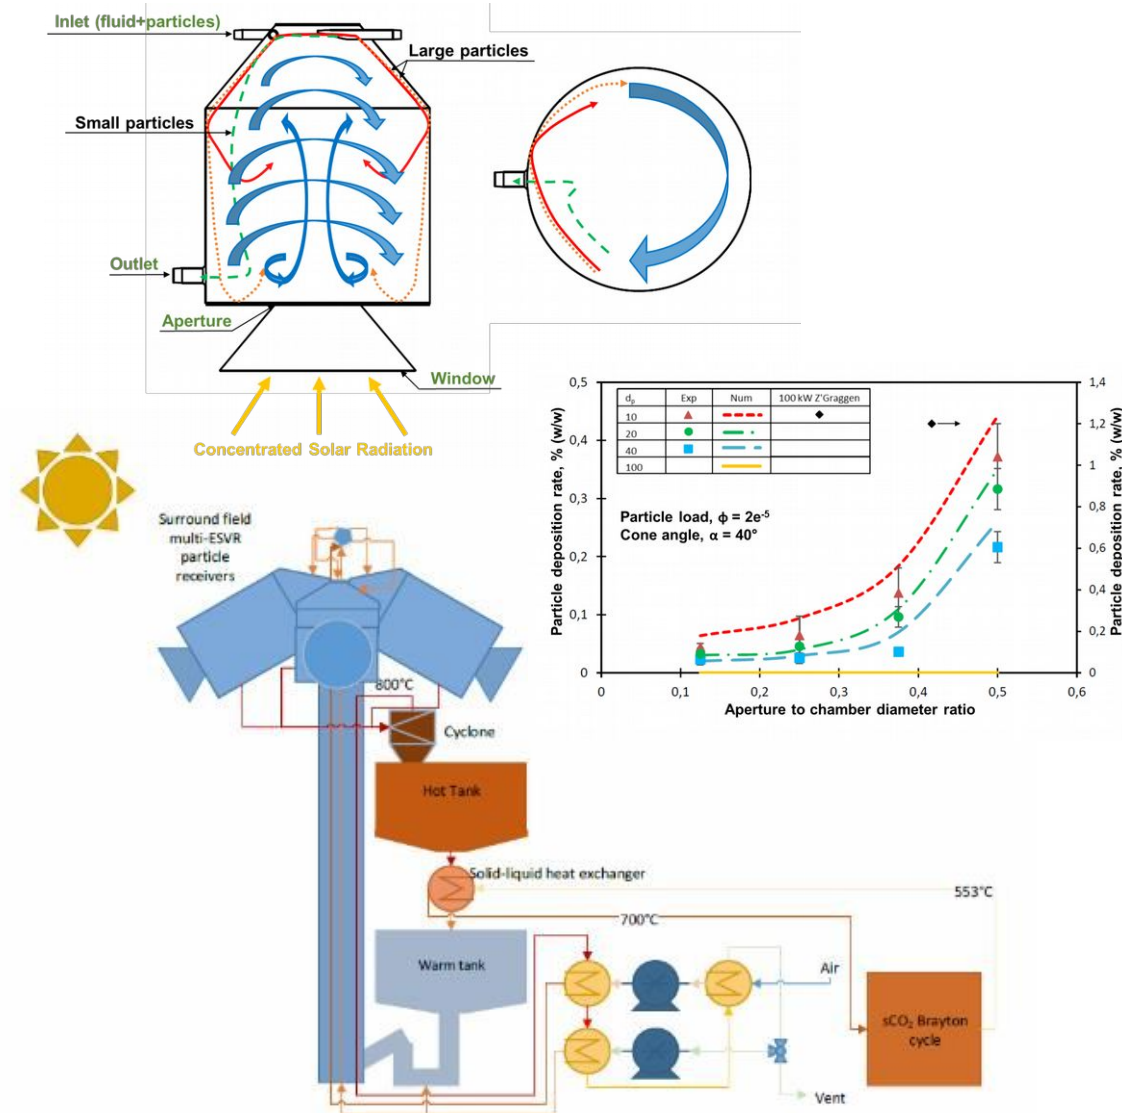 Inlet (fluid+particles)
Large particles
Small particles
Outlet
Aperture
Window
Concentrated Solar Radiation
Surround field
multi-ESVR
particle
receivers
800°C
Cyclone
Hot Tank
Solid-liquid heat exchanger
553°C
700°C
Warm tank
Air
sCO₂ Brayton
cycle
Vent
Particle deposition rate, % (w/w)
0,5
0,4
0,3
0,2
0,1
0
dₚ Exp Num 100 kW Z'Graggen
10
20
40
100
Particle load, ϕ = 2e⁻⁵
Cone angle, α = 40°
1,4
1,2
1
0,8
0,6
0,4
0,2
0
Particle deposition rate, % (w/w)
0 0,1 0,2 0,3 0,4 0,5 0,6
Aperture to chamber diameter ratio